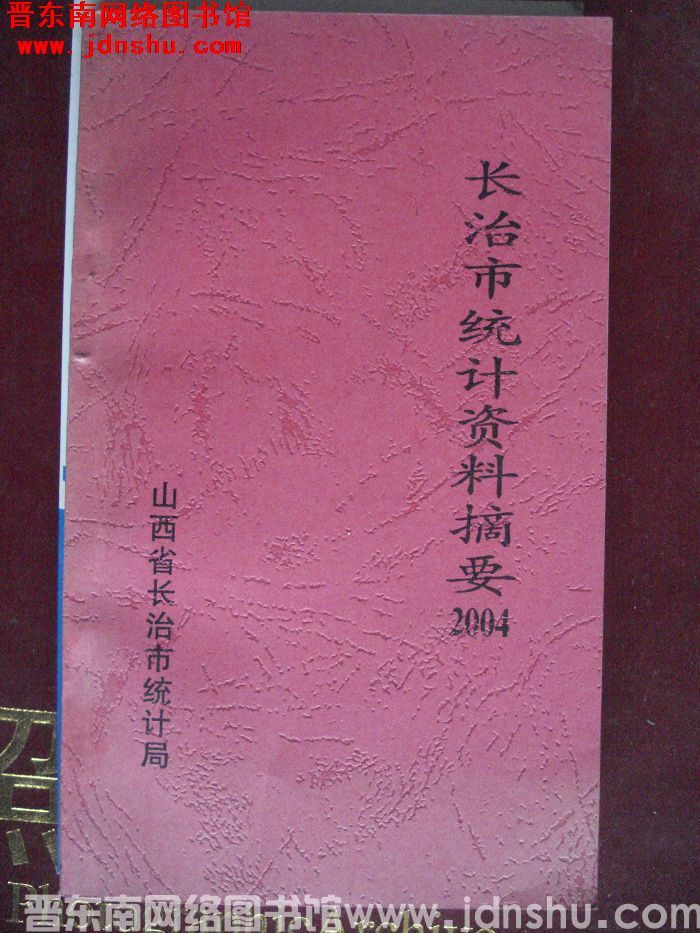 晋东南网络图书馆
www.jdnshu.com
长治市统计资料摘要
2004
山西省长治市统计局
晋东南网络图书馆www.jdnshu.com